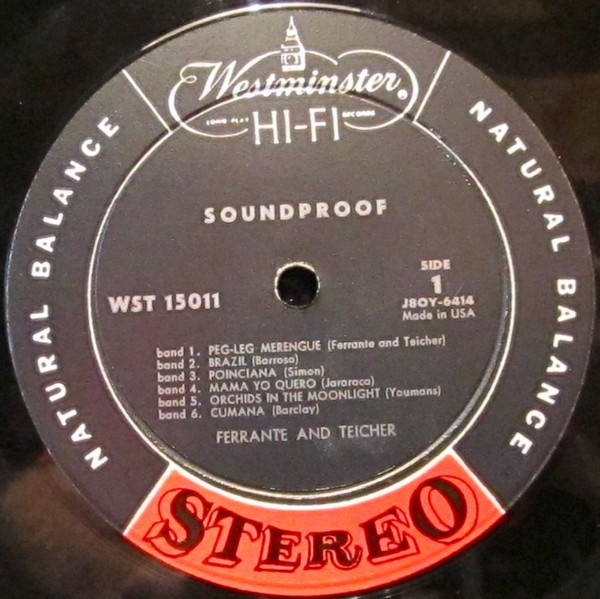 Westminster®
LONG PLAY RECORDS
HI-FI
NATURAL BALANCE
NATURAL BALANCE
SOUNDPROOF
WST 15011
SIDE
1
J8OY-6414
Made in USA
band 1. PEG-LEG MERENGUE (Ferrante and Teicher)
band 2. BRAZIL (Barroso)
band 3. POINCIANA (Simon)
band 4. MAMA YO QUERO (Jararaca)
band 5. ORCHIDS IN THE MOONLIGHT (Youmans)
band 6. CUMANA (Barclay)
FERRANTE AND TEICHER
STEREO